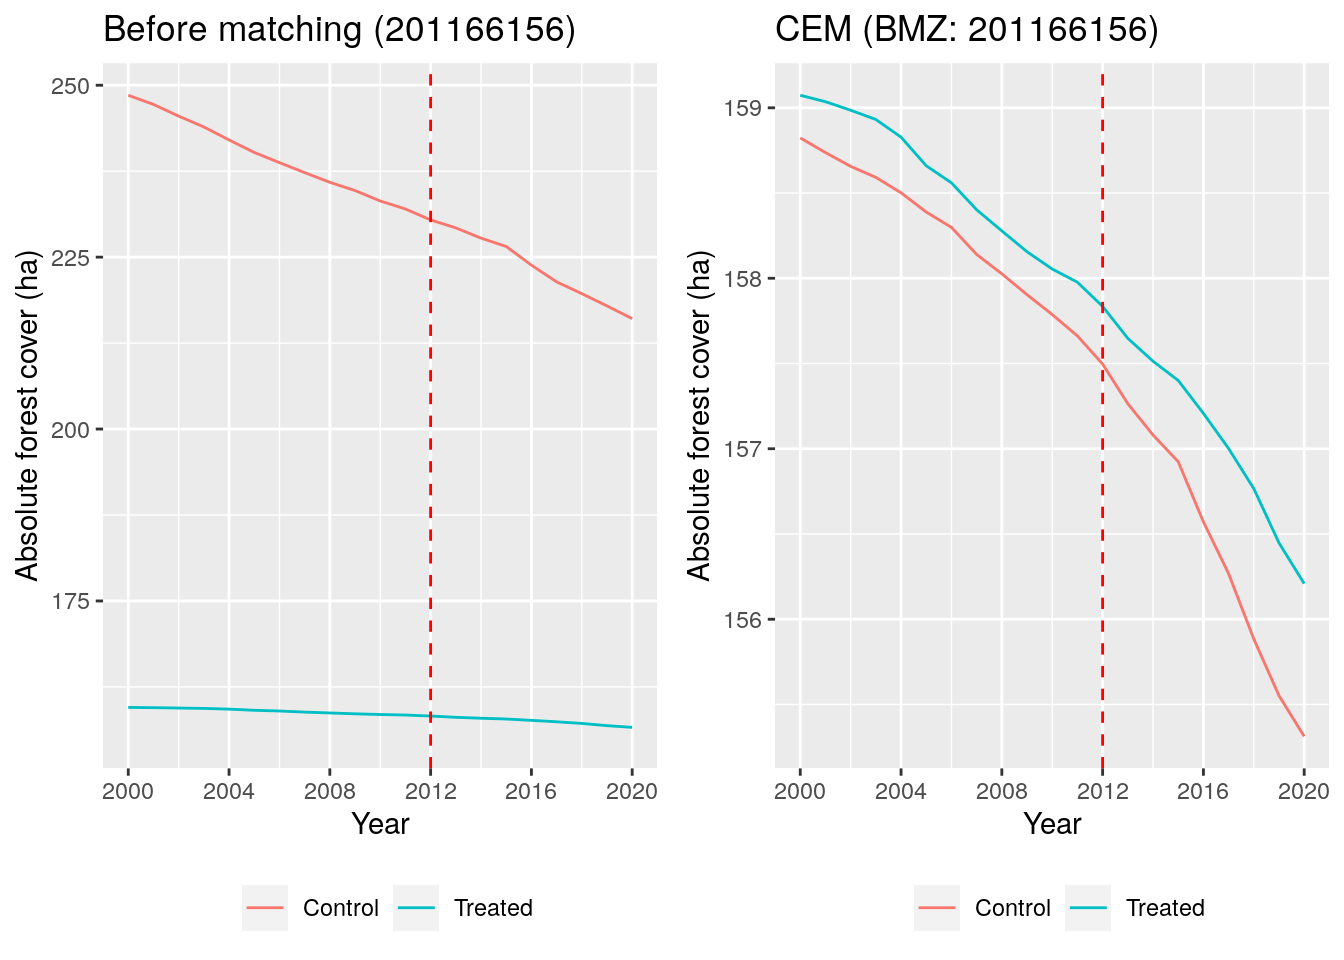 Before matching (201166156)
250
225
200
175
Absolute forest cover (ha)
2000 2004 2008 2012 2016 2020
Year
Control Treated
CEM (BMZ: 201166156)
159
158
157
156
Absolute forest cover (ha)
2000 2004 2008 2012 2016 2020
Year
Control Treated